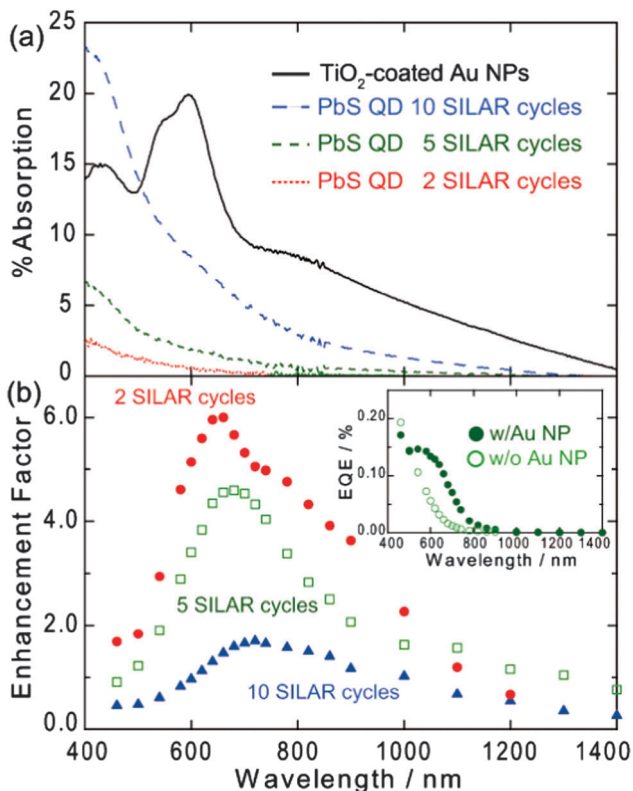 (a)
25
20
15
10
5
0
%Absorption
TiO₂-coated Au NPs
PbS QD 10 SILAR cycles
PbS QD 5 SILAR cycles
PbS QD 2 SILAR cycles
(b)
6.0
4.0
2.0
0.0
Enhancement Factor
2 SILAR cycles
5 SILAR cycles
10 SILAR cycles
0.20
0.10
0.00
EQE / %
w/Au NP
w/o Au NP
400 600 800 1000 1200 1400
Wavelength / nm
400 600 800 1000 1200 1400
Wavelength / nm